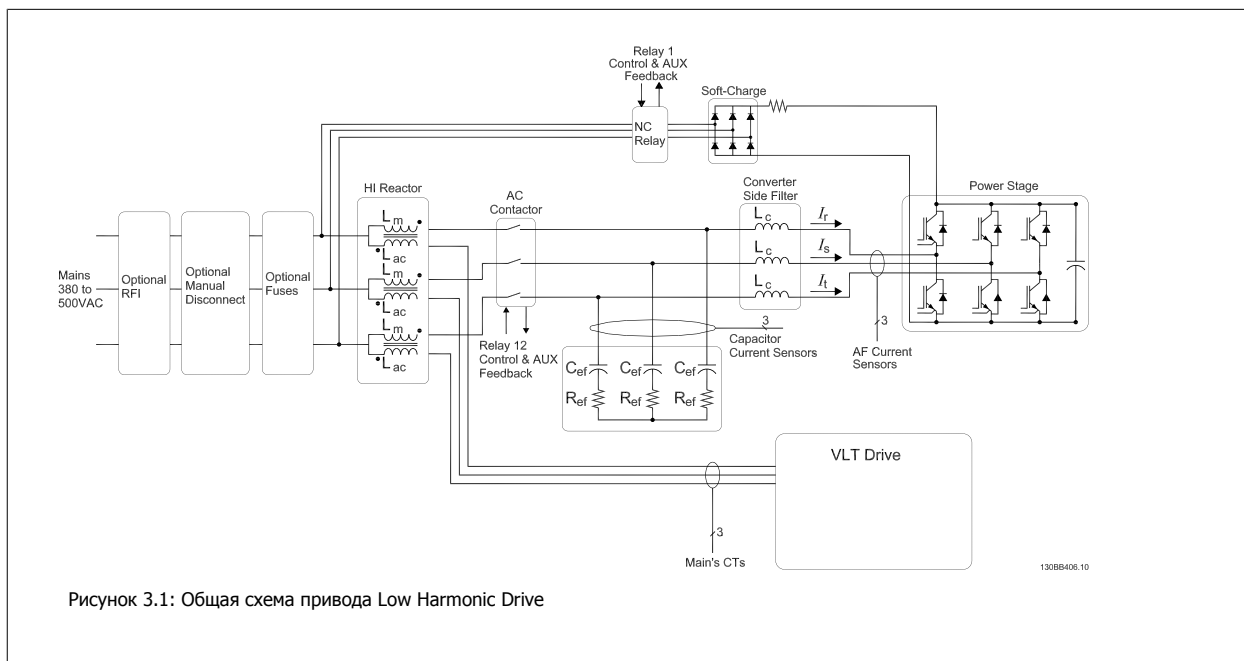 Relay 1
Control & AUX
Feedback
Soft-Charge
NC
Relay
HI Reactor
AC
Contactor
Converter
Side Filter
Power Stage
Lm
Lac
Lm
Lac
Lm
Lac
Lc
Lc
Lc
Ir
Is
It
Mains
380 to
500VAC
Optional
RFI
Optional
Manual
Disconnect
Optional
Fuses
Relay 12
Control & AUX
Feedback
3
Capacitor
Current Sensors
3
AF Current
Sensors
Cef
Cef
Cef
Ref
Ref
Ref
VLT Drive
3
Main's CTs
130BB406.10
Рисунок 3.1: Общая схема привода Low Harmonic Drive